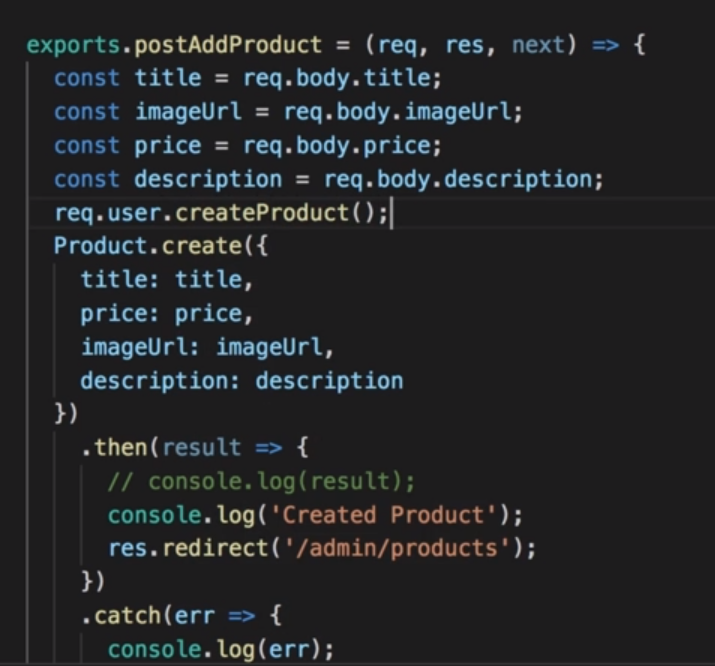 exports.postAddProduct = (req, res, next) => {
  const title = req.body.title;
  const imageUrl = req.body.imageUrl;
  const price = req.body.price;
  const description = req.body.description;
  req.user.createProduct();
  Product.create({
    title: title,
    price: price,
    imageUrl: imageUrl,
    description: description
  })
    .then(result => {
      // console.log(result);
      console.log('Created Product');
      res.redirect('/admin/products');
    })
    .catch(err => {
      console.log(err);